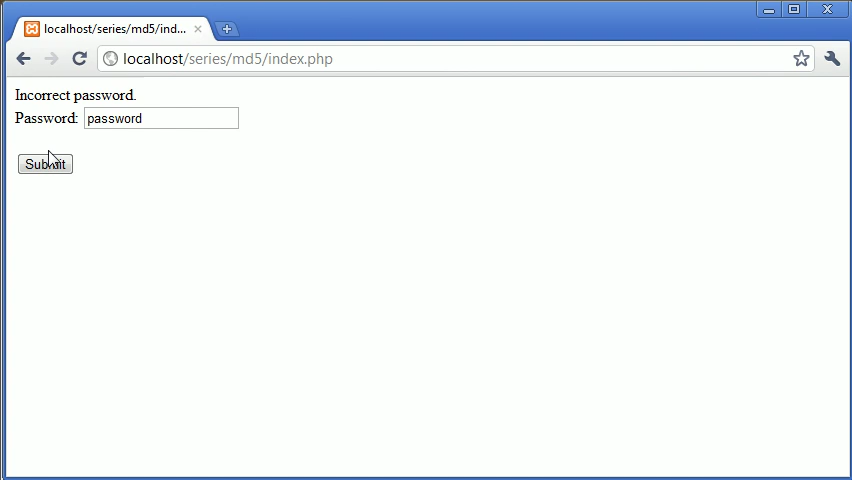 localhost/series/md5/ind...
localhost/series/md5/index.php
Incorrect password.
Password: password
Submit